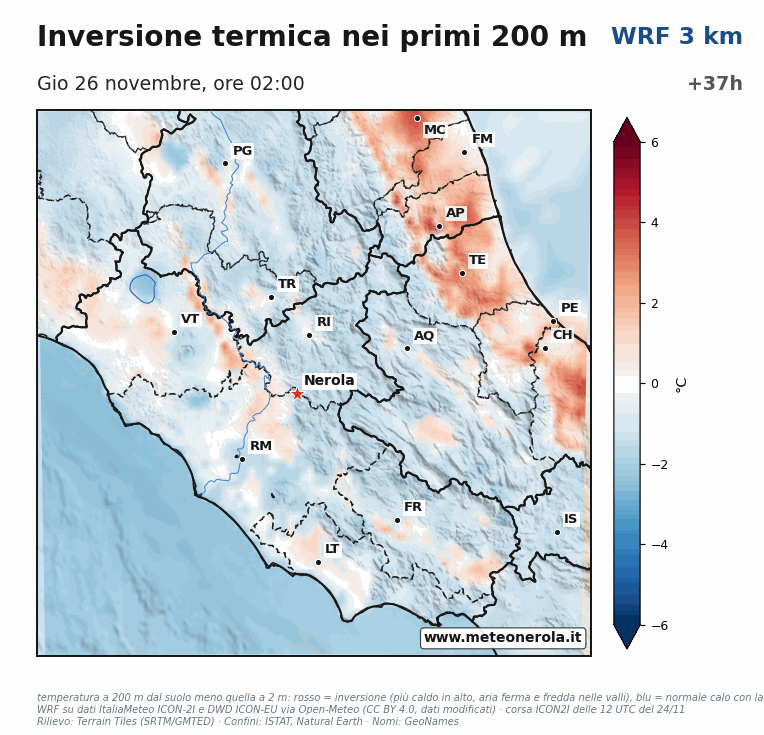 Inversione termica nei primi 200 m WRF 3 km
Gio 26 novembre, ore 02:00 +37h
MC
FM
PG
AP
TE
TR
PE
VT
RI
AQ
CH
Nerola
RM
FR
IS
LT
www.meteonerola.it
6
4
2
0
−2
−4
−6
°C
temperatura a 200 m dal suolo meno quella a 2 m: rosso = inversione (più caldo in alto, aria ferma e fredda nelle valli), blu = normale calo con la
WRF su dati ItaliaMeteo ICON-2I e DWD ICON-EU via Open-Meteo (CC BY 4.0, dati modificati) · corsa ICON2I delle 12 UTC del 24/11
Rilievo: Terrain Tiles (SRTM/GMTED) · Confini: ISTAT, Natural Earth · Nomi: GeoNames